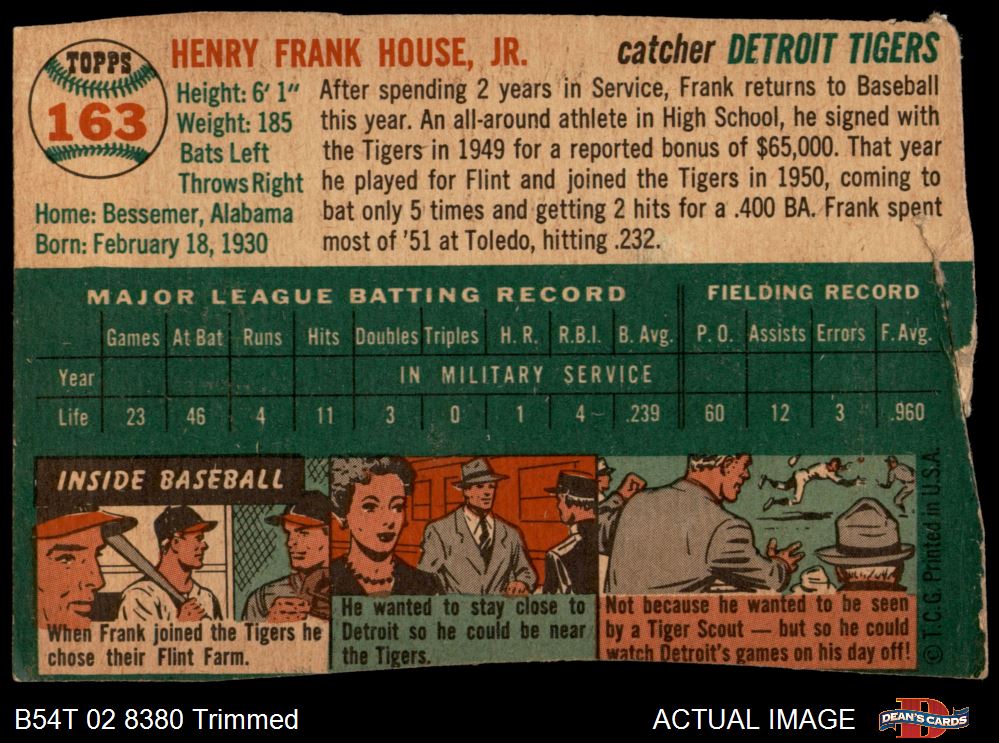 TOPPS
163
HENRY FRANK HOUSE, JR.
catcher DETROIT TIGERS
Height: 6' 1"
Weight: 185
Bats Left
Throws Right
Home: Bessemer, Alabama
Born: February 18, 1930
After spending 2 years in Service, Frank returns to Baseball
this year. An all-around athlete in High School, he signed with
the Tigers in 1949 for a reported bonus of $65,000. That year
he played for Flint and joined the Tigers in 1950, coming to
bat only 5 times and getting 2 hits for a .400 BA. Frank spent
most of '51 at Toledo, hitting .232.
MAJOR LEAGUE BATTING RECORD FIELDING RECORD
Games At Bat Runs Hits Doubles Triples H. R. R.B.I. B. Avg. P. O. Assists Errors F. Avg.
Year IN MILITARY SERVICE
Life 23 46 4 11 3 0 1 4 .239 60 12 3 .960
INSIDE BASEBALL
When Frank joined the Tigers he
chose their Flint Farm.
He wanted to stay close to
Detroit so he could be near
the Tigers.
Not because he wanted to be seen
by a Tiger Scout — but so he could
watch Detroit's games on his day off!
© T.C.G. Printed in U.S.A.
B54T 02 8380 Trimmed
ACTUAL IMAGE
DEAN'S CARDS